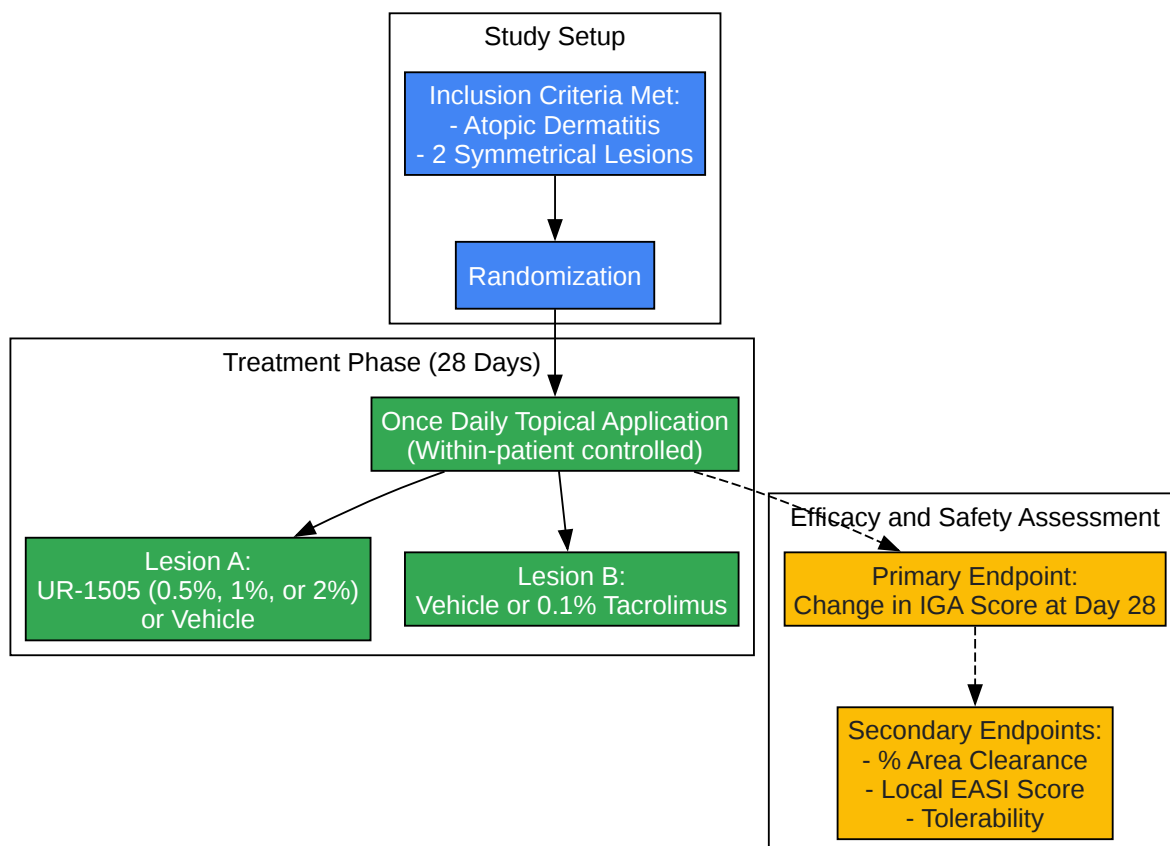 Study Setup
Inclusion Criteria Met:
- Atopic Dermatitis
- 2 Symmetrical Lesions
Randomization
Treatment Phase (28 Days)
Once Daily Topical Application
(Within-patient controlled)
Lesion A:
UR-1505 (0.5%, 1%, or 2%)
or Vehicle
Lesion B:
Vehicle or 0.1% Tacrolimus
Efficacy and Safety Assessment
Primary Endpoint:
Change in IGA Score at Day 28
Secondary Endpoints:
- % Area Clearance
- Local EASI Score
- Tolerability